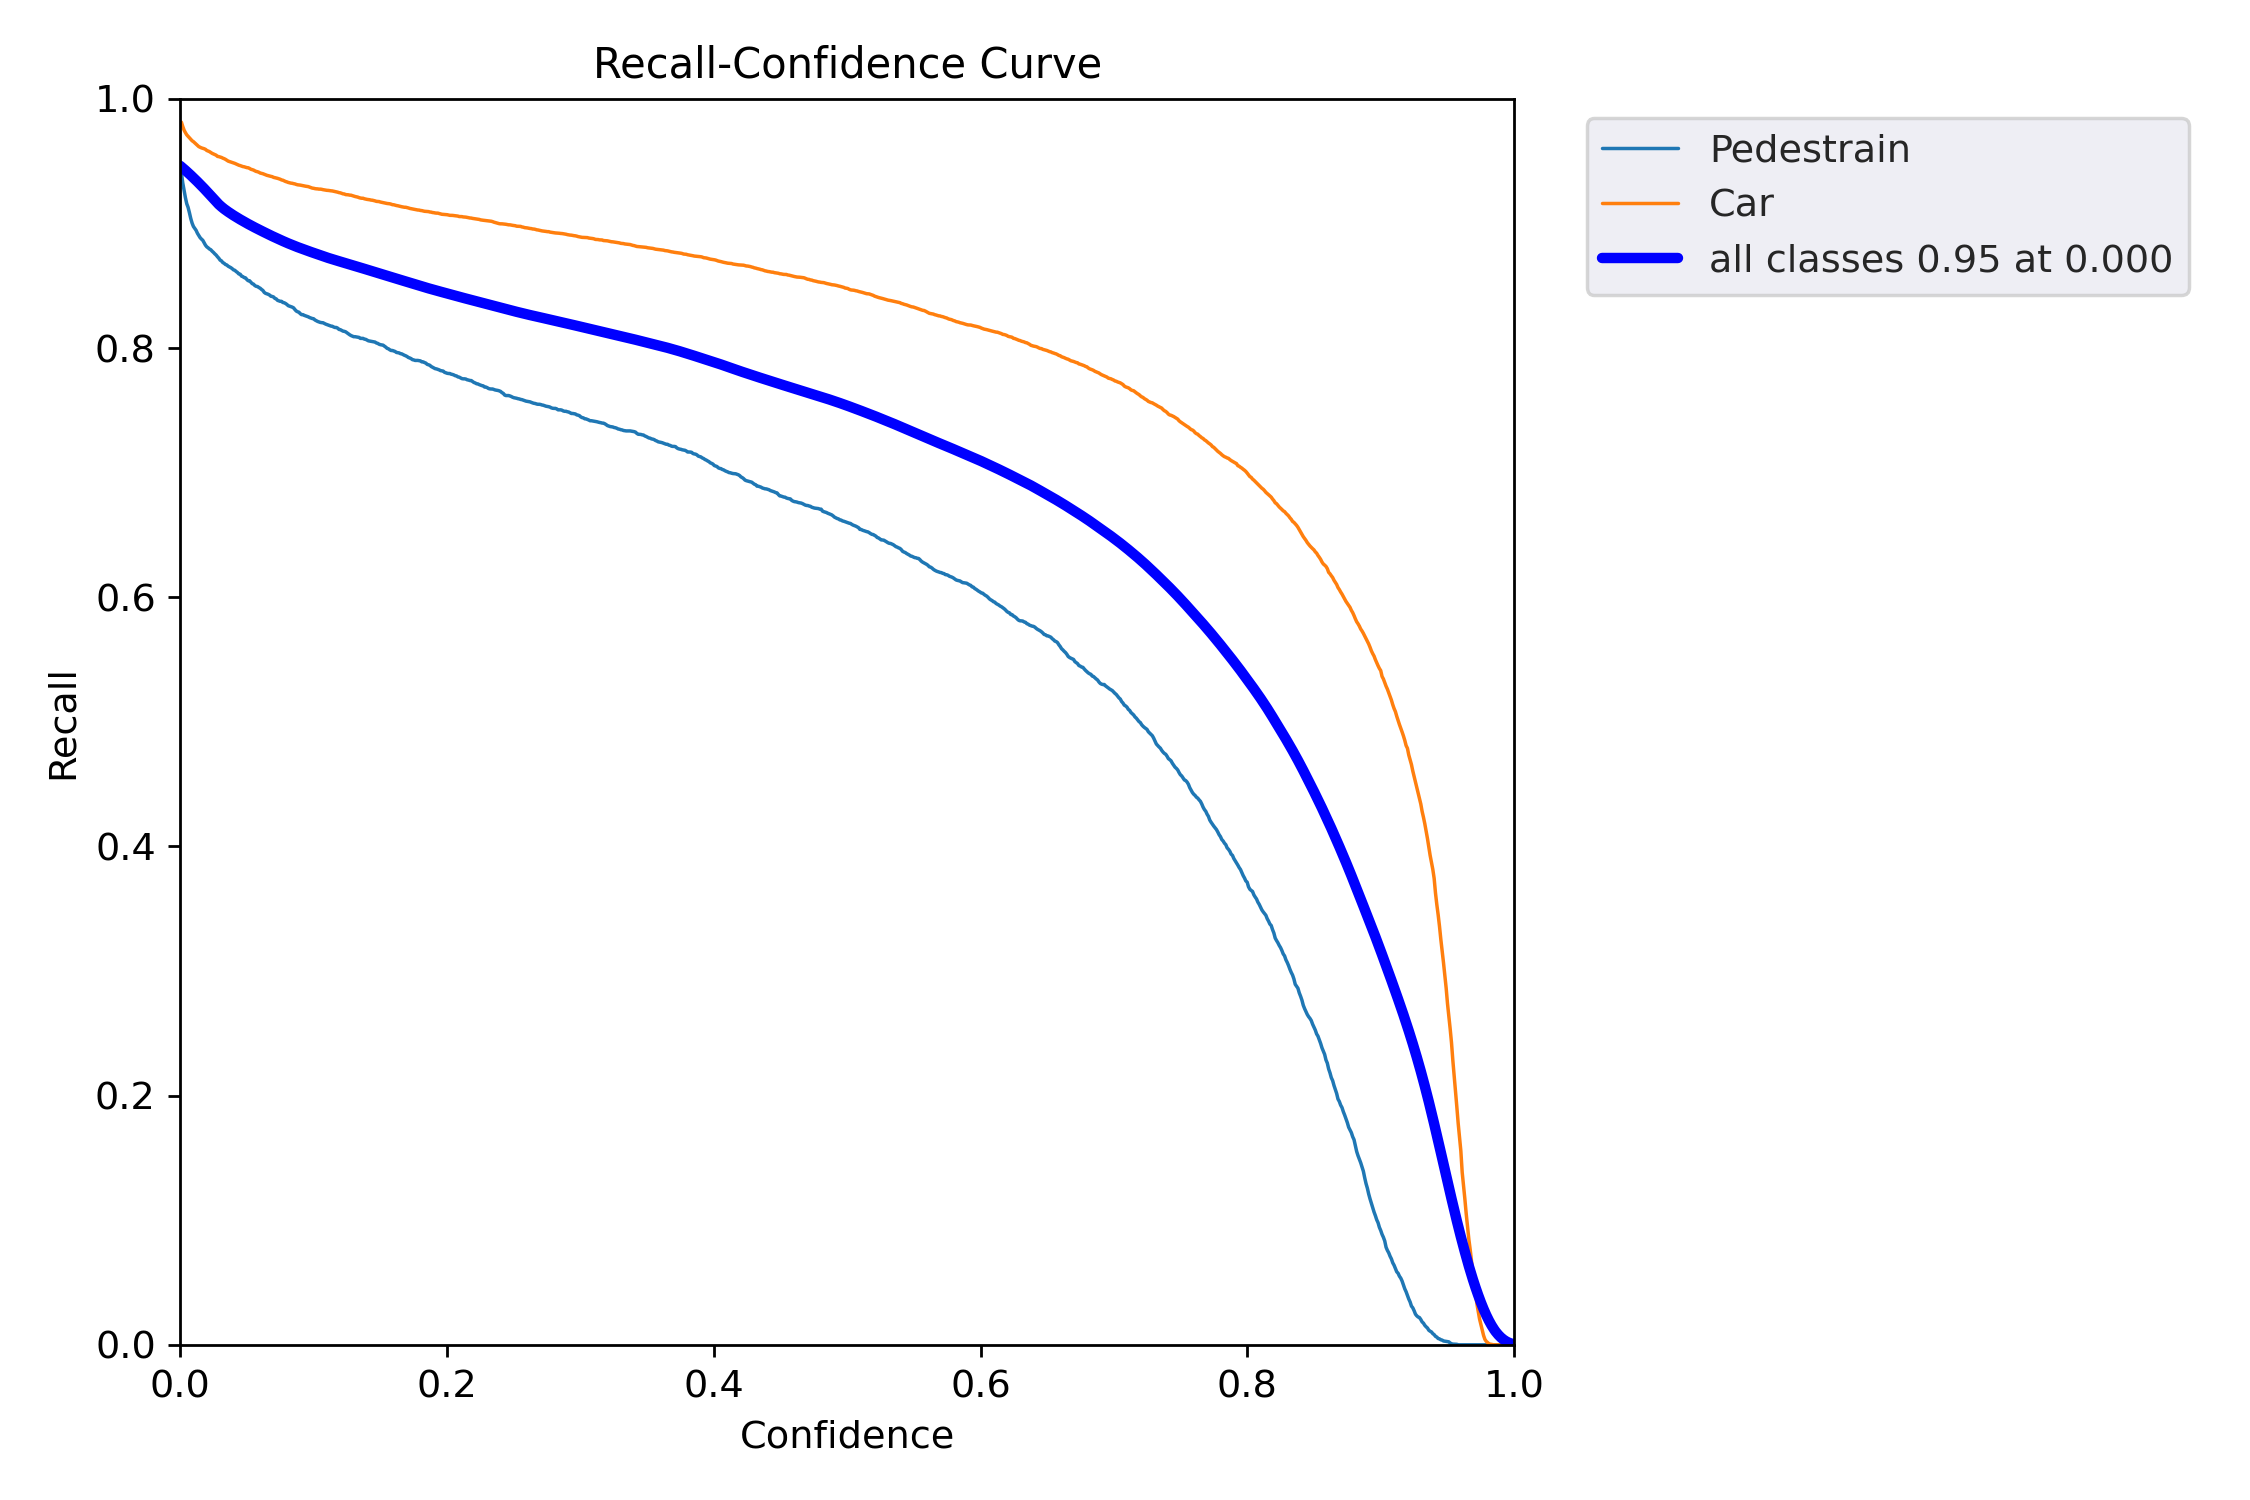 Recall-Confidence Curve
1.0
0.8
0.6
0.4
0.2
0.0
Recall
0.0 0.2 0.4 0.6 0.8 1.0
Confidence
Pedestrain
Car
all classes 0.95 at 0.000